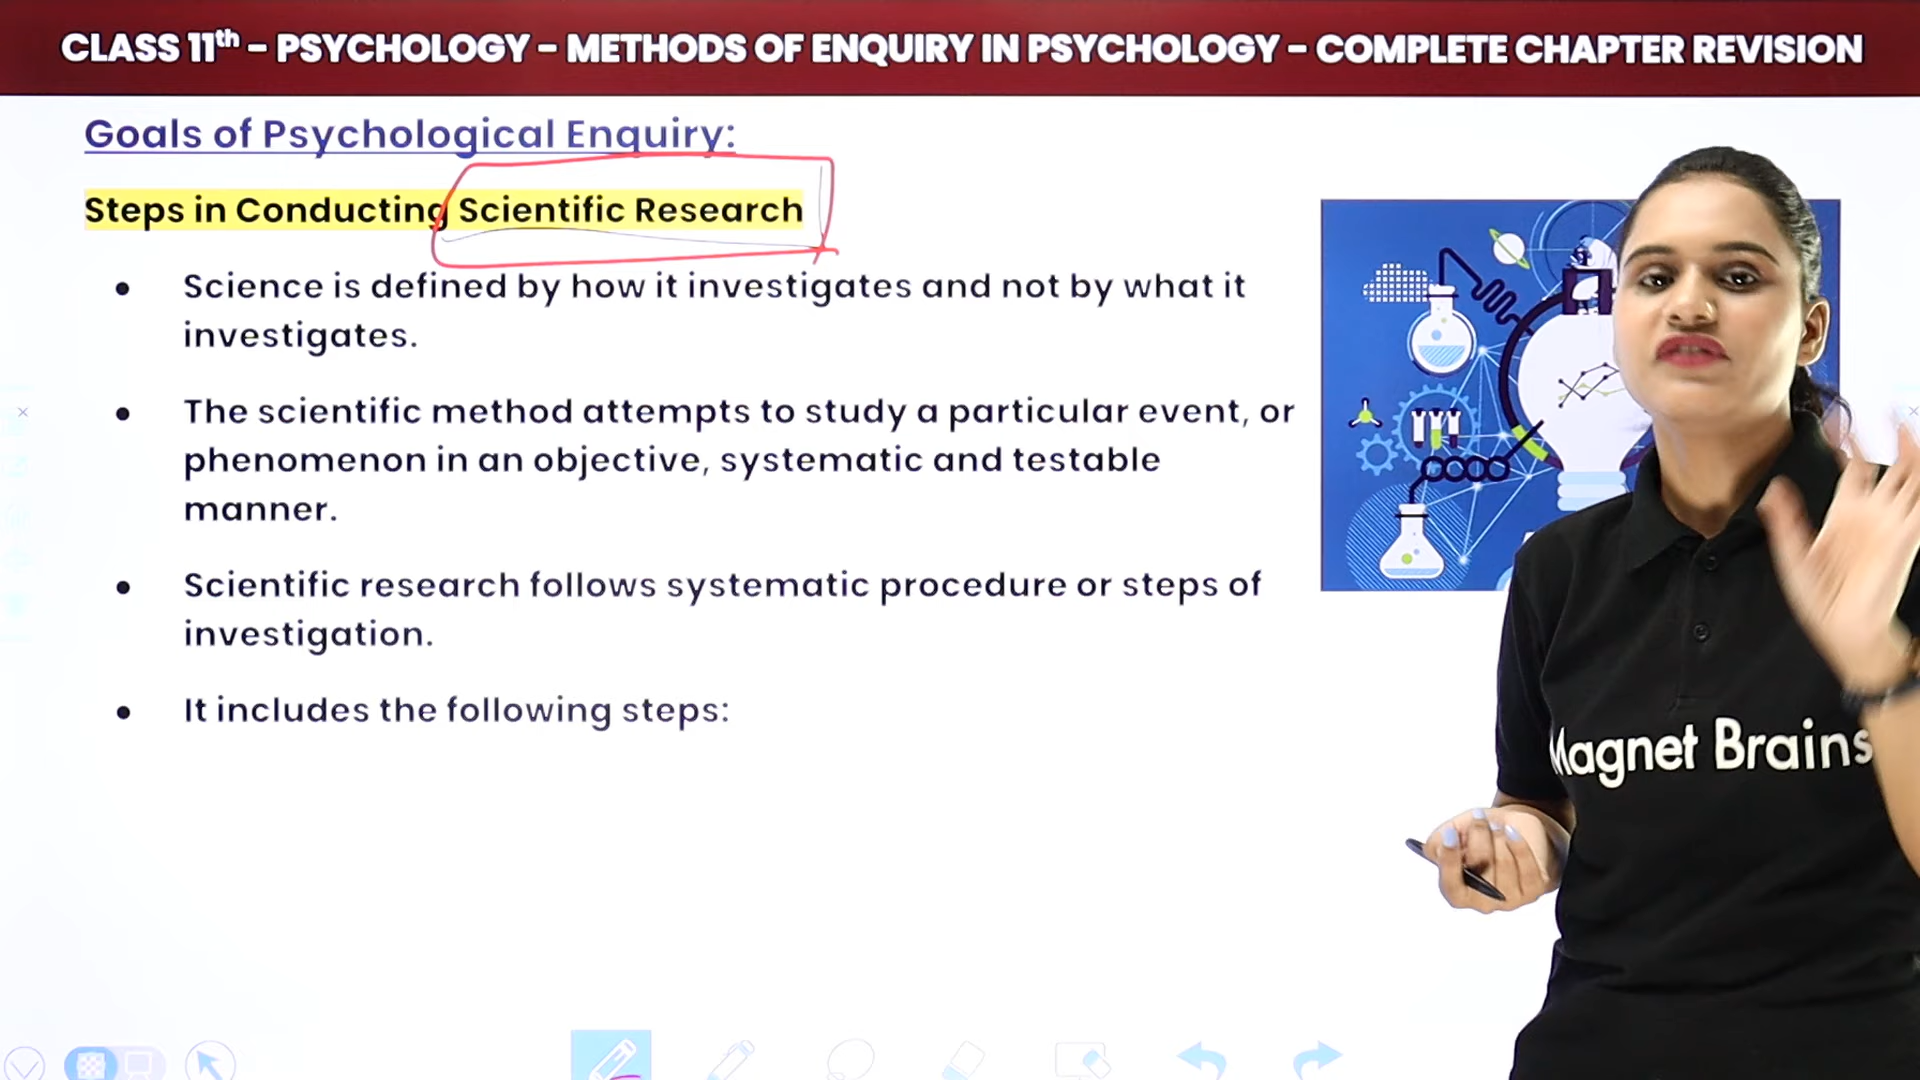 CLASS 11th – PSYCHOLOGY – METHODS OF ENQUIRY IN PSYCHOLOGY – COMPLETE CHAPTER REVISION
Goals of Psychological Enquiry:
Steps in Conducting Scientific Research
• Science is defined by how it investigates and not by what it
investigates.
• The scientific method attempts to study a particular event, or
phenomenon in an objective, systematic and testable
manner.
• Scientific research follows systematic procedure or steps of
investigation.
• It includes the following steps:
Magnet Brains